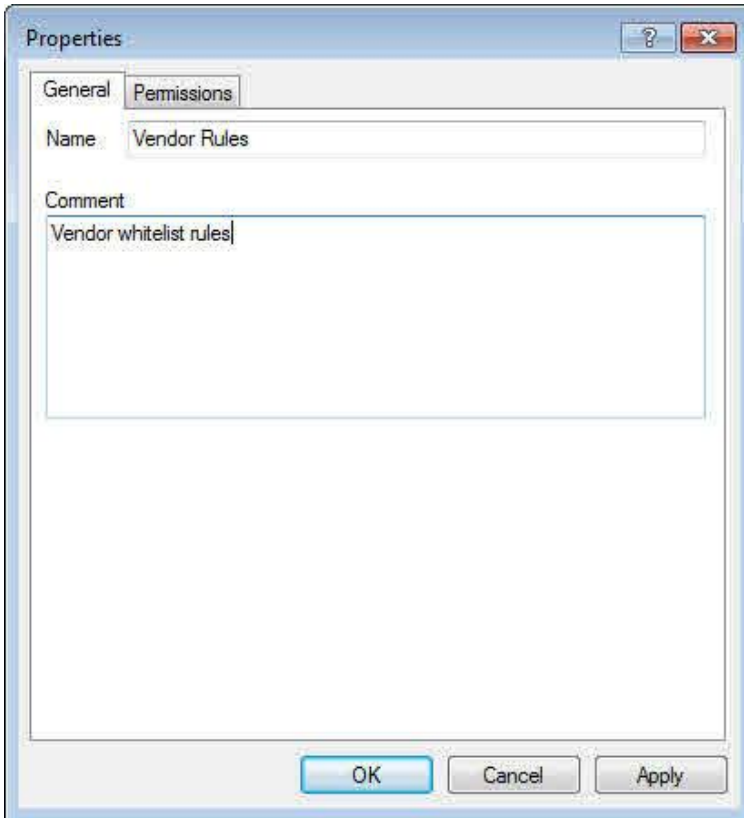 Properties
General Permissions
Name Vendor Rules
Comment
Vendor whitelist rules
OK Cancel Apply